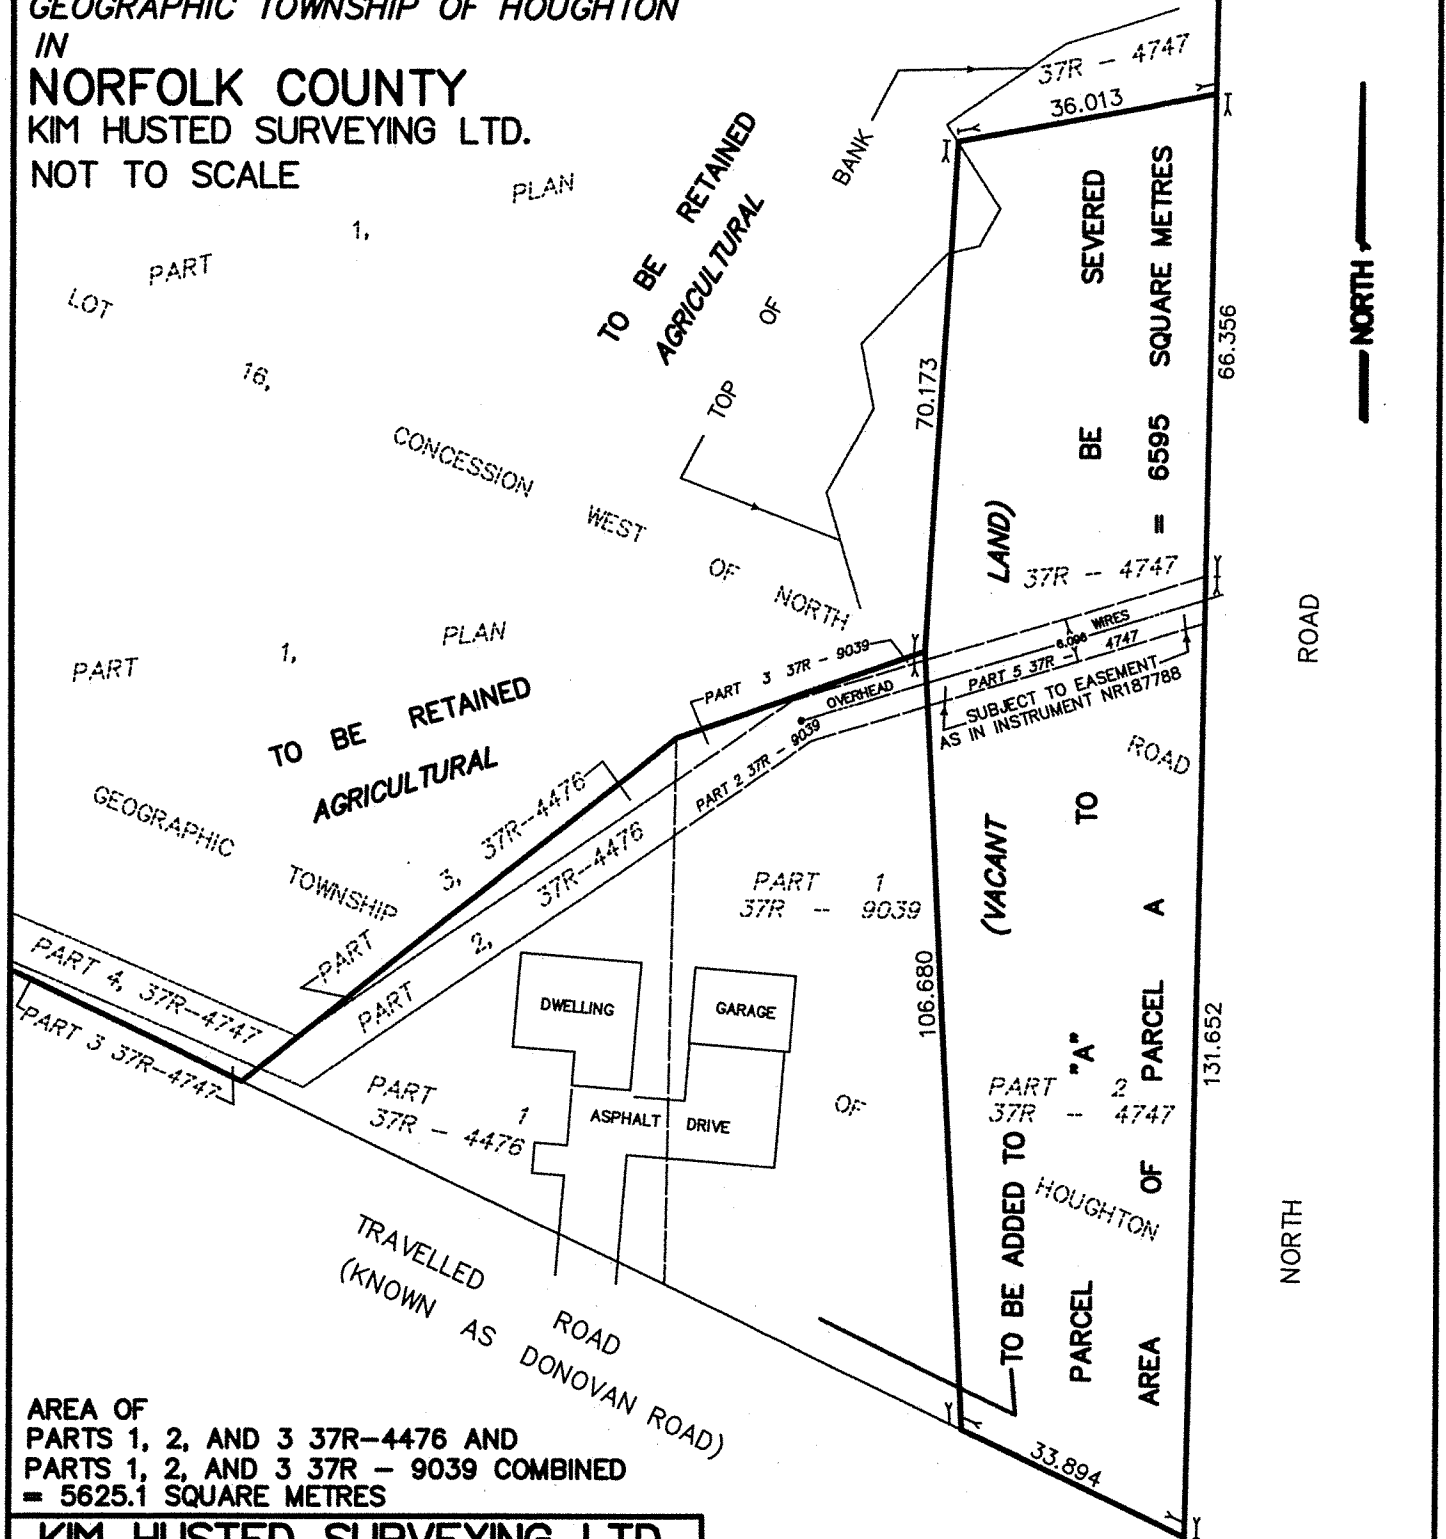 GEOGRAPHIC TOWNSHIP OF HOUGHTON
IN
NORFOLK COUNTY
KIM HUSTED SURVEYING LTD.
NOT TO SCALE
LOT PART 1, PLAN
37R - 4747
36.013
TO BE RETAINED
AGRICULTURAL
TOP OF BANK
NORTH
66.356
70.173
16, CONCESSION WEST OF NORTH ROAD
PART 1, PLAN 37R - 4747
TO BE RETAINED
AGRICULTURAL
PARCEL "A" TO BE SEVERED
(VACANT LAND)
AREA OF PARCEL A = 6595 SQUARE METRES
PART 3 37R - 9039
OVERHEAD WIRES
6.096
PART 5 37R - 4747
SUBJECT TO EASEMENT
AS IN INSTRUMENT NR187788
PART 2 37R - 9039
GEOGRAPHIC TOWNSHIP OF HOUGHTON
PART 3, 37R-4476
PART 2, 37R-4476
PART 1
37R - 9039
PART 4, 37R-4747
PART 3 37R-4747
DWELLING
GARAGE
ASPHALT DRIVE
PART 1
37R - 4476
106.680
131.652
PART 2
37R - 4747
TO BE ADDED TO
NORTH ROAD
TRAVELLED ROAD
(KNOWN AS DONOVAN ROAD)
33.894
AREA OF
PARTS 1, 2, AND 3 37R-4476 AND
PARTS 1, 2, AND 3 37R - 9039 COMBINED
= 5625.1 SQUARE METRES
KIM HUSTED SURVEYING LTD.